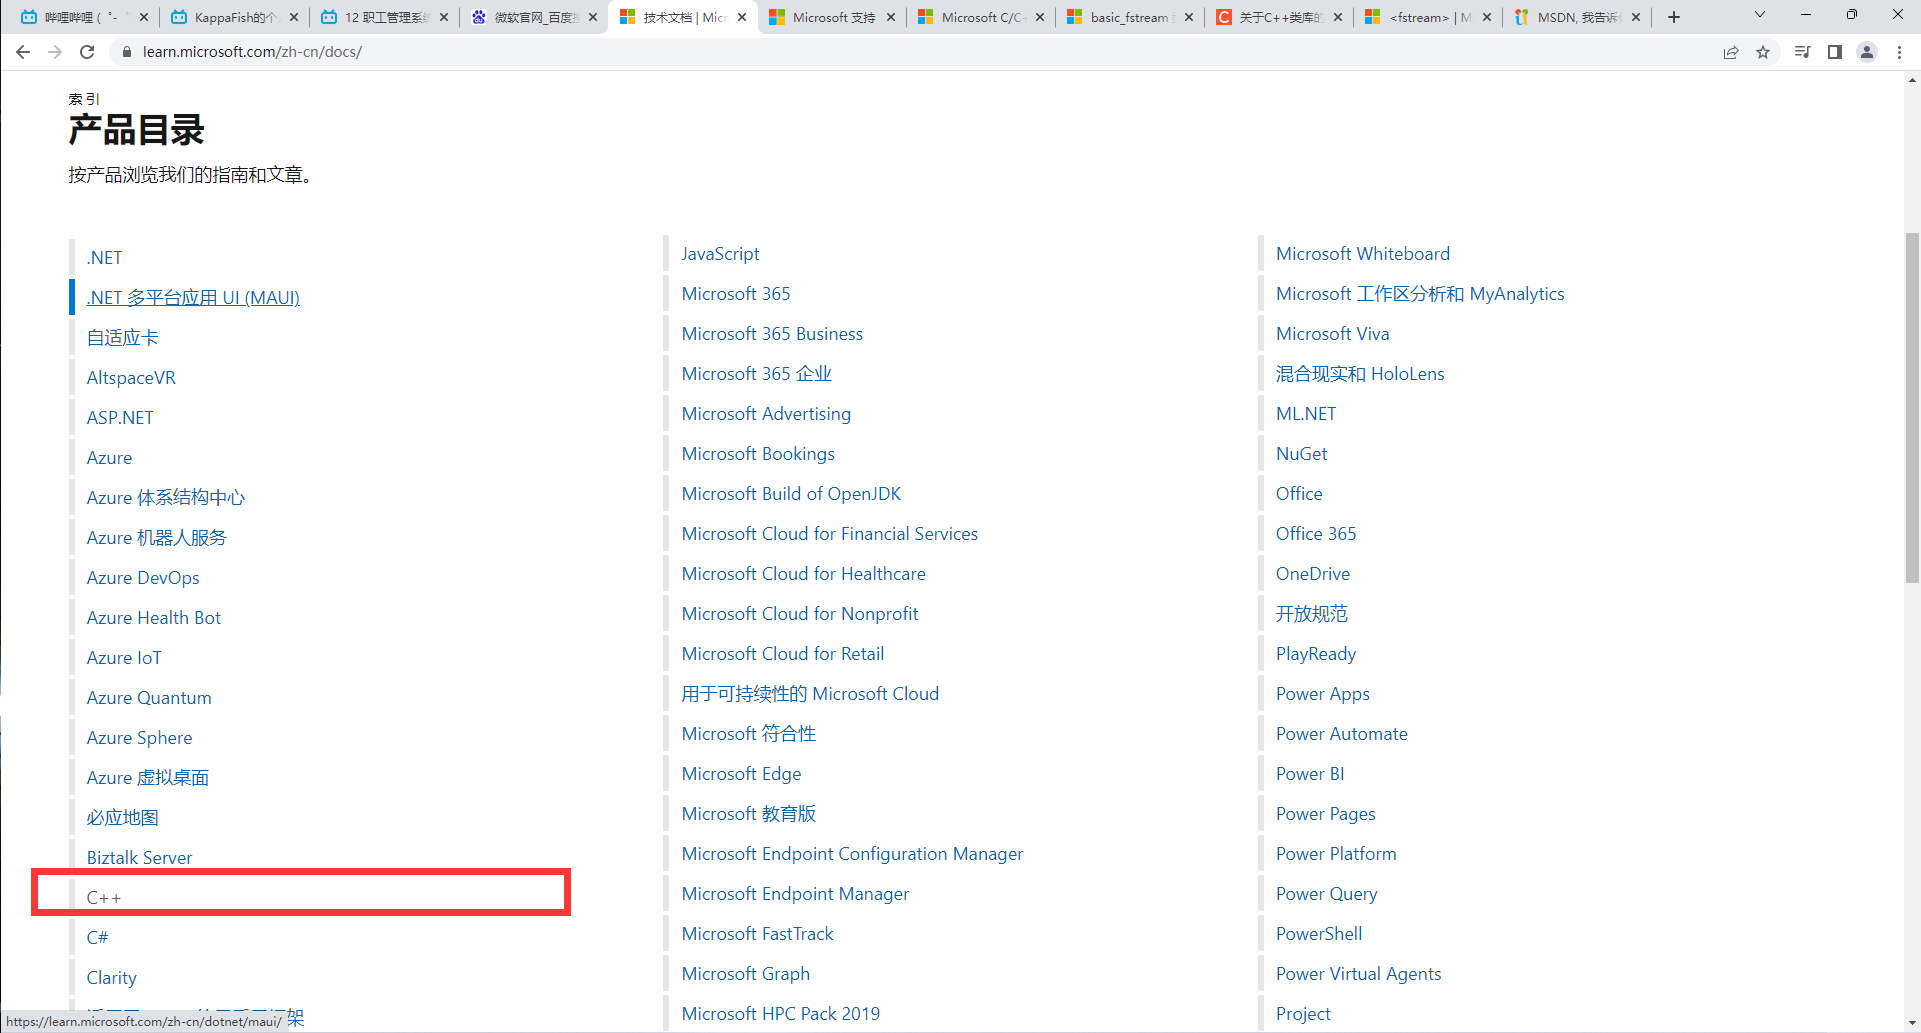 哔哩哔哩 ( ゜- ゜
KappaFish的个人
12 职工管理系统
微软官网_百度搜
技术文档 | Micr
Microsoft 支持
Microsoft C/C+
basic_fstream
关于C++类库的
<fstream> | M
MSDN, 我告诉
learn.microsoft.com/zh-cn/docs/
索引
产品目录
按产品浏览我们的指南和文章。
.NET
.NET 多平台应用 UI (MAUI)
自适应卡
AltspaceVR
ASP.NET
Azure
Azure 体系结构中心
Azure 机器人服务
Azure DevOps
Azure Health Bot
Azure IoT
Azure Quantum
Azure Sphere
Azure 虚拟桌面
必应地图
Biztalk Server
C++
C#
Clarity
JavaScript
Microsoft 365
Microsoft 365 Business
Microsoft 365 企业
Microsoft Advertising
Microsoft Bookings
Microsoft Build of OpenJDK
Microsoft Cloud for Financial Services
Microsoft Cloud for Healthcare
Microsoft Cloud for Nonprofit
Microsoft Cloud for Retail
用于可持续性的 Microsoft Cloud
Microsoft 符合性
Microsoft Edge
Microsoft 教育版
Microsoft Endpoint Configuration Manager
Microsoft Endpoint Manager
Microsoft FastTrack
Microsoft Graph
Microsoft HPC Pack 2019
Microsoft Whiteboard
Microsoft 工作区分析和 MyAnalytics
Microsoft Viva
混合现实和 HoloLens
ML.NET
NuGet
Office
Office 365
OneDrive
开放规范
PlayReady
Power Apps
Power Automate
Power BI
Power Pages
Power Platform
Power Query
PowerShell
Power Virtual Agents
Project
https://learn.microsoft.com/zh-cn/dotnet/maui/